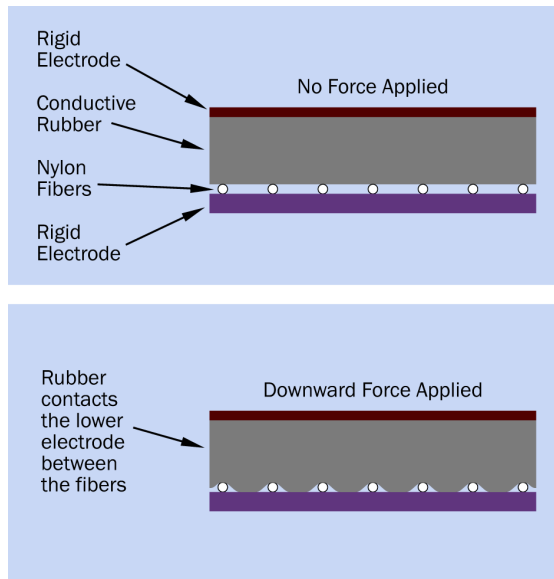 Rigid
Electrode
No Force Applied
Conductive
Rubber
Nylon
Fibers
Rigid
Electrode
Rubber
contacts
the lower
electrode
between
the fibers
Downward Force Applied